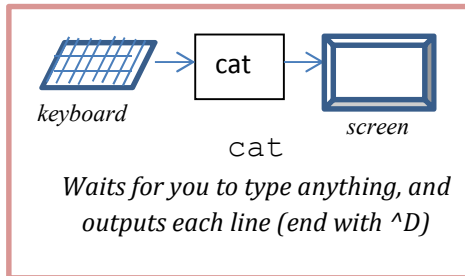 cat
keyboard
screen
cat
Waits for you to type anything, and
outputs each line (end with ^D)